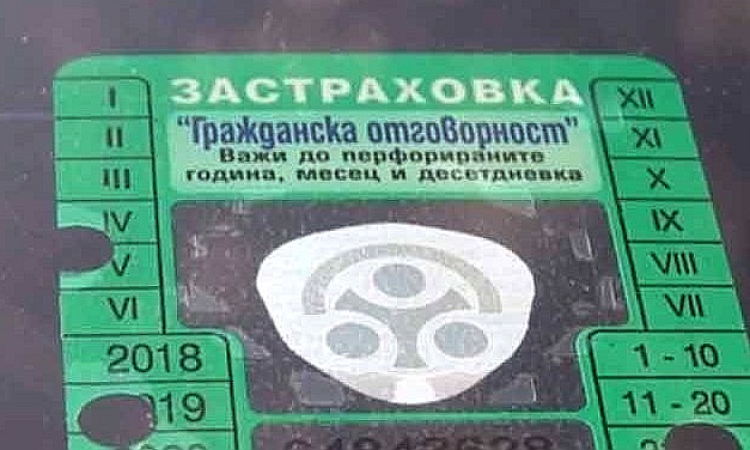 ЗАСТРАХОВКА
"Гражданска отговорност"
Важи до перфорираните
година, месец и десетдневка
I
II
III
IV
V
VI
2018
XII
XI
X
IX
VIII
VII
1 - 10
11 - 20